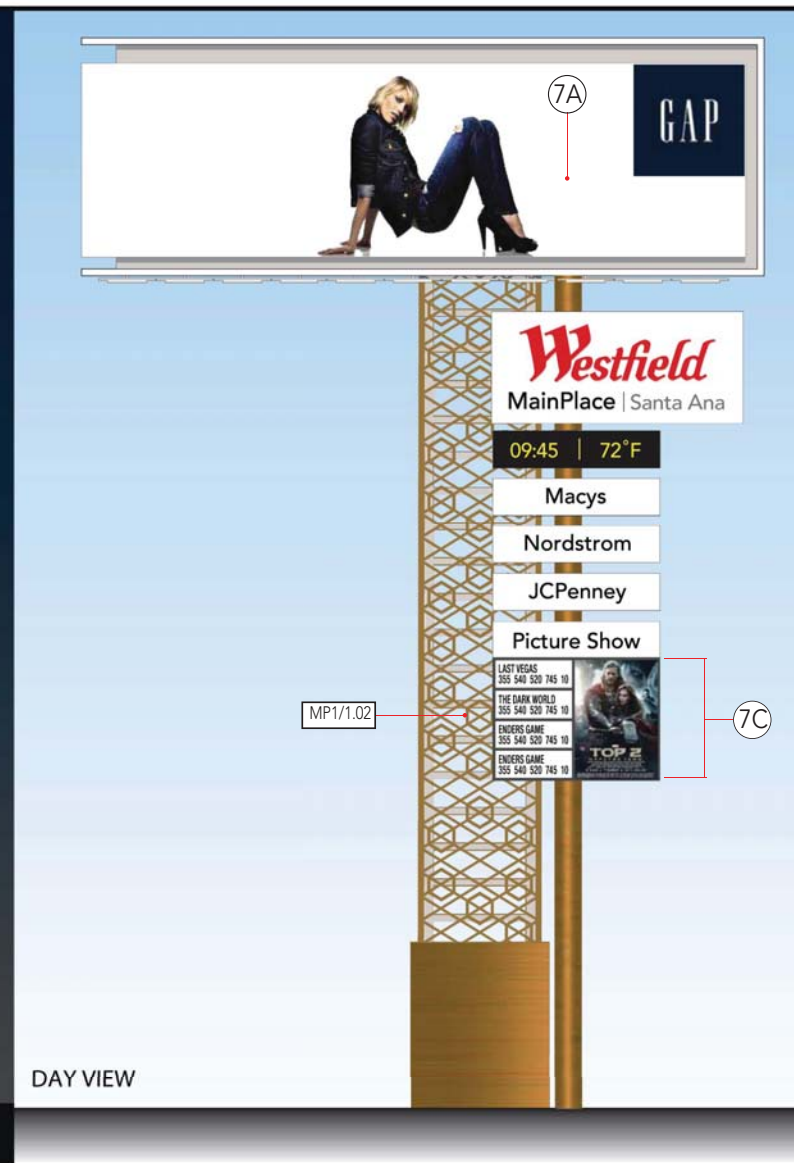 7A
GAP
Westfield
MainPlace | Santa Ana
09:45 | 72°F
Macys
Nordstrom
JCPenney
Picture Show
LAST VEGAS
355 540 520 745 10
THE DARK WORLD
355 540 520 745 10
ENDERS GAME
355 540 520 745 10
ENDERS GAME
355 540 520 745 10
TOP 2
MP1/1.02
7C
DAY VIEW